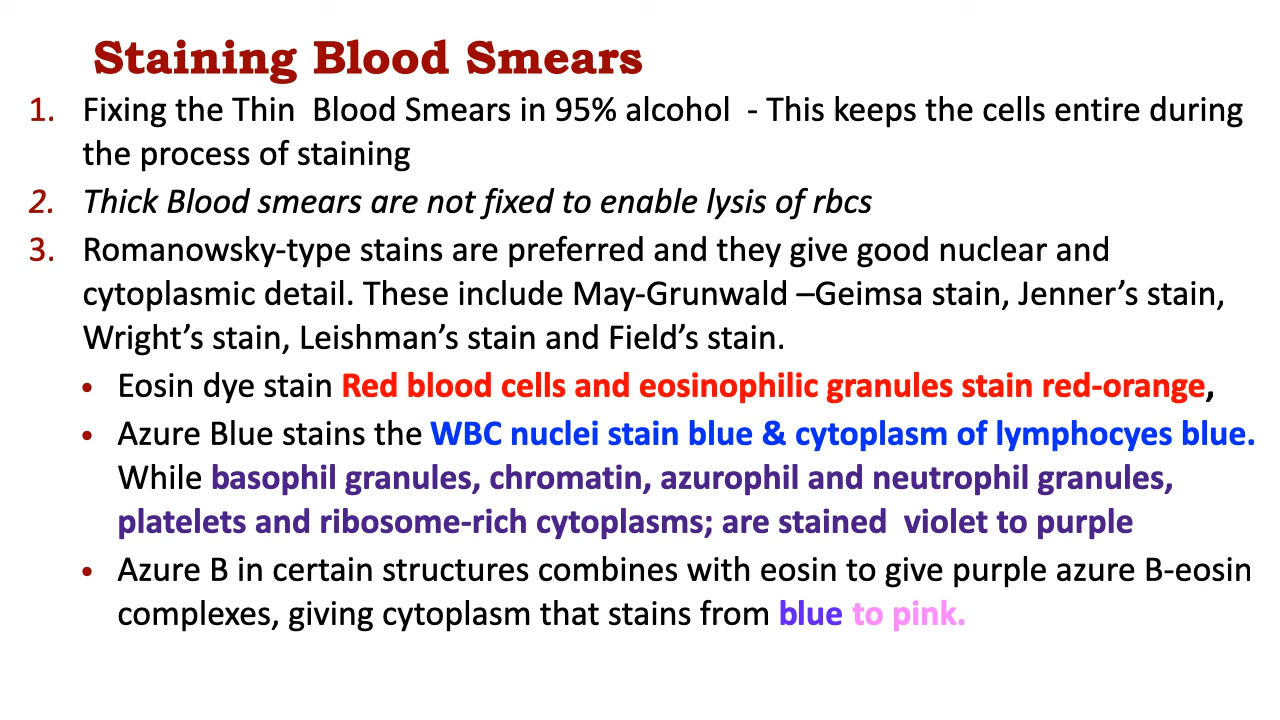 Staining Blood Smears
1. Fixing the Thin Blood Smears in 95% alcohol - This keeps the cells entire during
the process of staining
2. Thick Blood smears are not fixed to enable lysis of rbcs
3. Romanowsky-type stains are preferred and they give good nuclear and
cytoplasmic detail. These include May-Grunwald –Geimsa stain, Jenner’s stain,
Wright’s stain, Leishman’s stain and Field’s stain.
• Eosin dye stain Red blood cells and eosinophilic granules stain red-orange,
• Azure Blue stains the WBC nuclei stain blue & cytoplasm of lymphocyes blue.
While basophil granules, chromatin, azurophil and neutrophil granules,
platelets and ribosome-rich cytoplasms; are stained violet to purple
• Azure B in certain structures combines with eosin to give purple azure B-eosin
complexes, giving cytoplasm that stains from blue to pink.